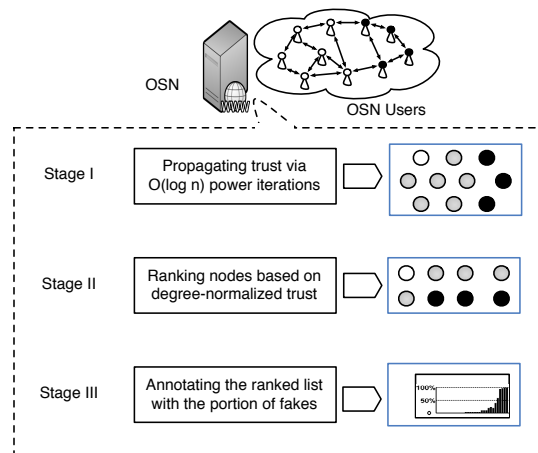 OSN
WWW
OSN Users
Stage I
Propagating trust via
O(log n) power iterations
Stage II
Ranking nodes based on
degree-normalized trust
Stage III
Annotating the ranked list
with the portion of fakes
100%
50%
0